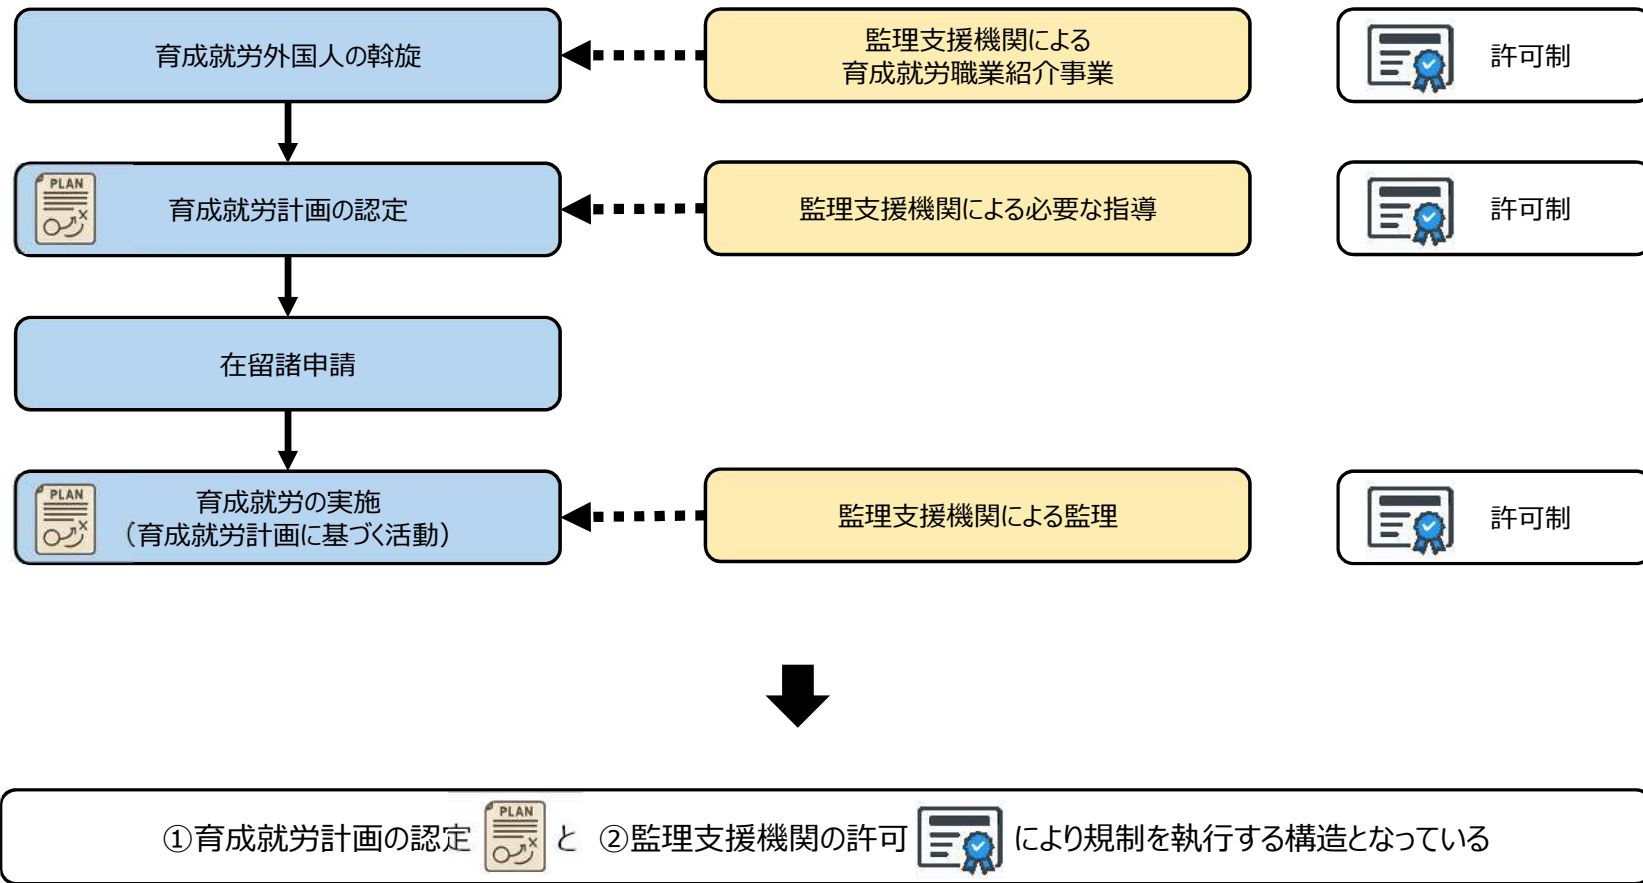 育成就労外国人の斡旋
監理支援機関による
育成就労職業紹介事業
許可制
PLAN
育成就労計画の認定
監理支援機関による必要な指導
許可制
在留諸申請
PLAN
育成就労の実施
（育成就労計画に基づく活動）
監理支援機関による監理
許可制
①育成就労計画の認定 PLAN と ②監理支援機関の許可 により規制を執行する構造となっている